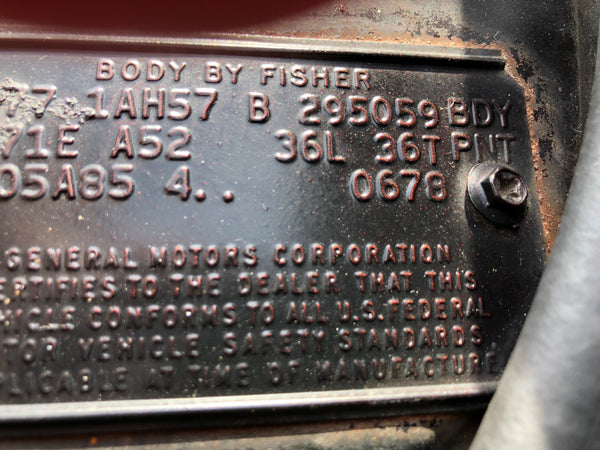 BODY BY FISHER
77 1AH57 B 295059 BDY
71E A52 36L 36T PNT
05A85 4.. 0678
GENERAL MOTORS CORPORATION
ERTIFIES TO THE DEALER THAT THIS
HICLE CONFORMS TO ALL U.S. FEDERAL
TOR VEHICLE SAFETY STANDARDS
PLICABLE AT TIME OF MANUFACTURE